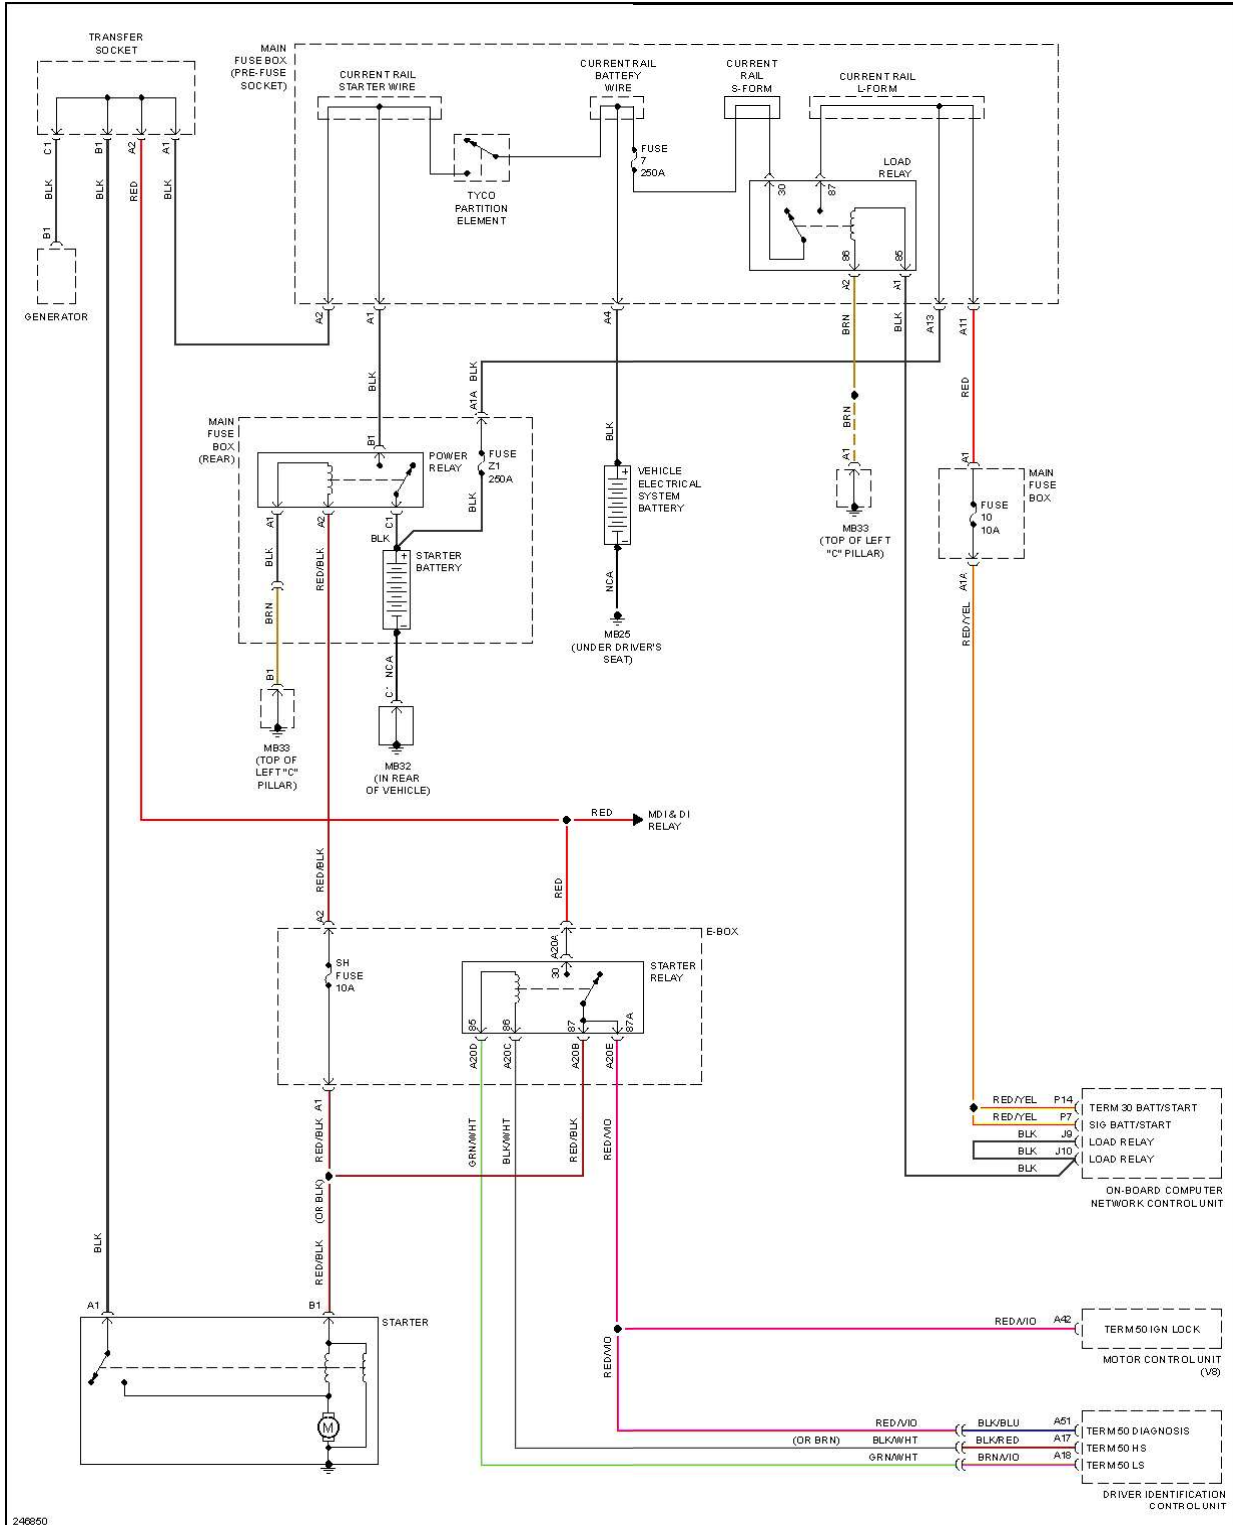 TRANSFER
SOCKET
MAIN
FUSE BOX
(PRE-FUSE
SOCKET)
CURRENT RAIL
STARTER WIRE
CURRENT RAIL
BATTEFY
WIRE
CURRENT
RAIL
S-FORM
CURRENT RAIL
L-FORM
C1
B1
A2
A1
BLK
BLK
RED
BLK
B1
GENERATOR
TYCO
PARTITION
ELEMENT
FUSE
7
250A
LOAD
RELAY
30
87
86
85
A2
A1
A4
A2
A1
A13
A11
BRN
BLK
RED
BLK
BLK
A1A
BLK
BRN
A1
A1
MAIN
FUSE
BOX
(REAR)
B1
POWER
RELAY
FUSE
Z1
250A
BLK
A1
A2
C1
BLK
BLK
RED/BLK
STARTER
BATTERY
VEHICLE
ELECTRICAL
SYSTEM
BATTERY
NCA
MB25
(UNDER DRIVER'S
SEAT)
MB33
(TOP OF LEFT
"C" PILLAR)
MAIN
FUSE
BOX
FUSE
10
10A
A1A
RED/YEL
BRN
B1
NCA
C'
MB33
(TOP OF
LEFT "C"
PILLAR)
MB32
(IN REAR
OF VEHICLE)
RED
MDI & DI
RELAY
RED/BLK
RED
A2
A20A
E-BOX
SH
FUSE
10A
30
STARTER
RELAY
85
86
87
87A
A20D
A20C
A20B
A20E
A1
RED/BLK
GRN/WHT
BLK/WHT
RED/BLK
RED/VIO
(OR BLK)
RED/YEL P14 TERM 30 BATT/START
RED/YEL P7 SIG BATT/START
BLK J9 LOAD RELAY
BLK J10 LOAD RELAY
BLK
ON-BOARD COMPUTER
NETWORK CONTROL UNIT
BLK
RED/BLK
A1
B1
STARTER
M
RED/VIO A42 TERM 50 IGN LOCK
MOTOR CONTROL UNIT
(V8)
RED/VIO
RED/VIO BLK/BLU A51 TERM 50 DIAGNOSIS
(OR BRN) BLK/WHT BLK/RED A17 TERM 50 HS
GRN/WHT BRN/VIO A18 TERM 50 LS
DRIVER IDENTIFICATION
CONTROL UNIT
246850